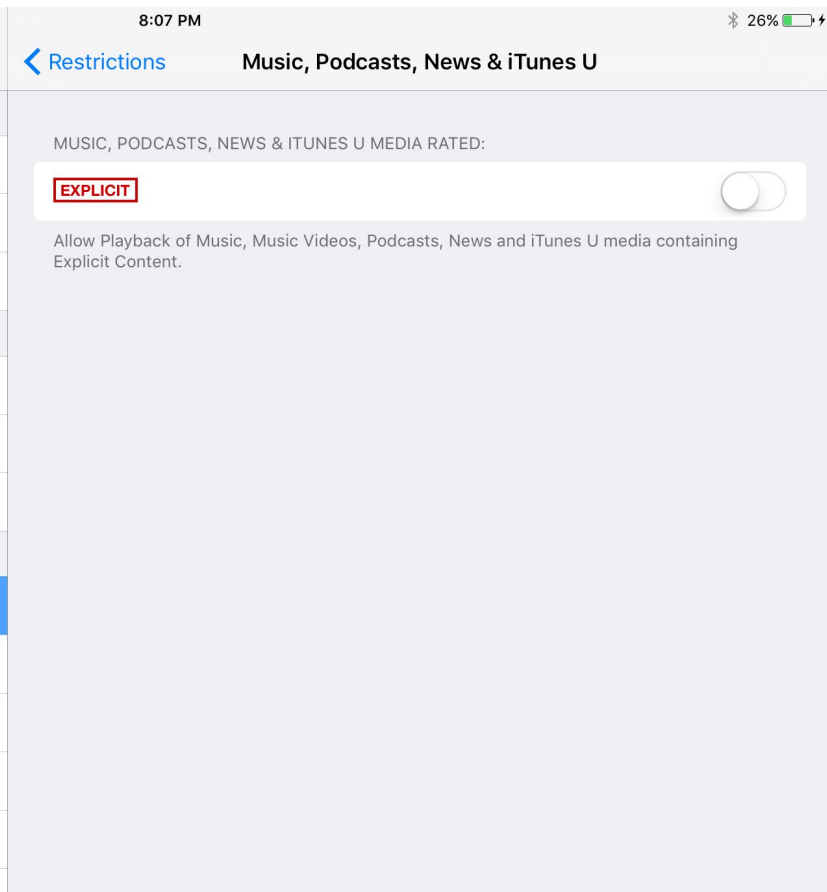 8:07 PM 26%
Restrictions Music, Podcasts, News & iTunes U
MUSIC, PODCASTS, NEWS & ITUNES U MEDIA RATED:
EXPLICIT
Allow Playback of Music, Music Videos, Podcasts, News and iTunes U media containing
Explicit Content.